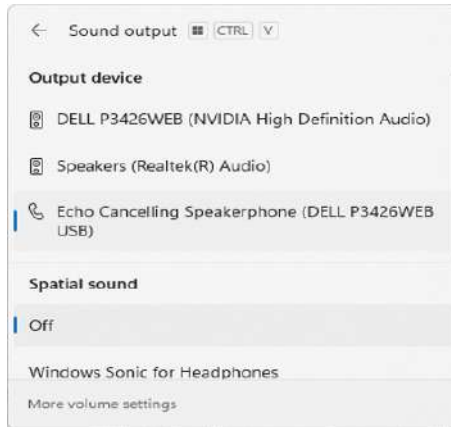 Sound output CTRL V
Output device
DELL P3426WEB (NVIDIA High Definition Audio)
Speakers (Realtek(R) Audio)
Echo Cancelling Speakerphone (DELL P3426WEB
USB)
Spatial sound
Off
Windows Sonic for Headphones
More volume settings